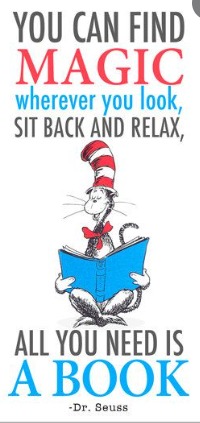 YOU CAN FIND
MAGIC
wherever you look,
SIT BACK AND RELAX,
ALL YOU NEED IS
A BOOK
-Dr. Seuss